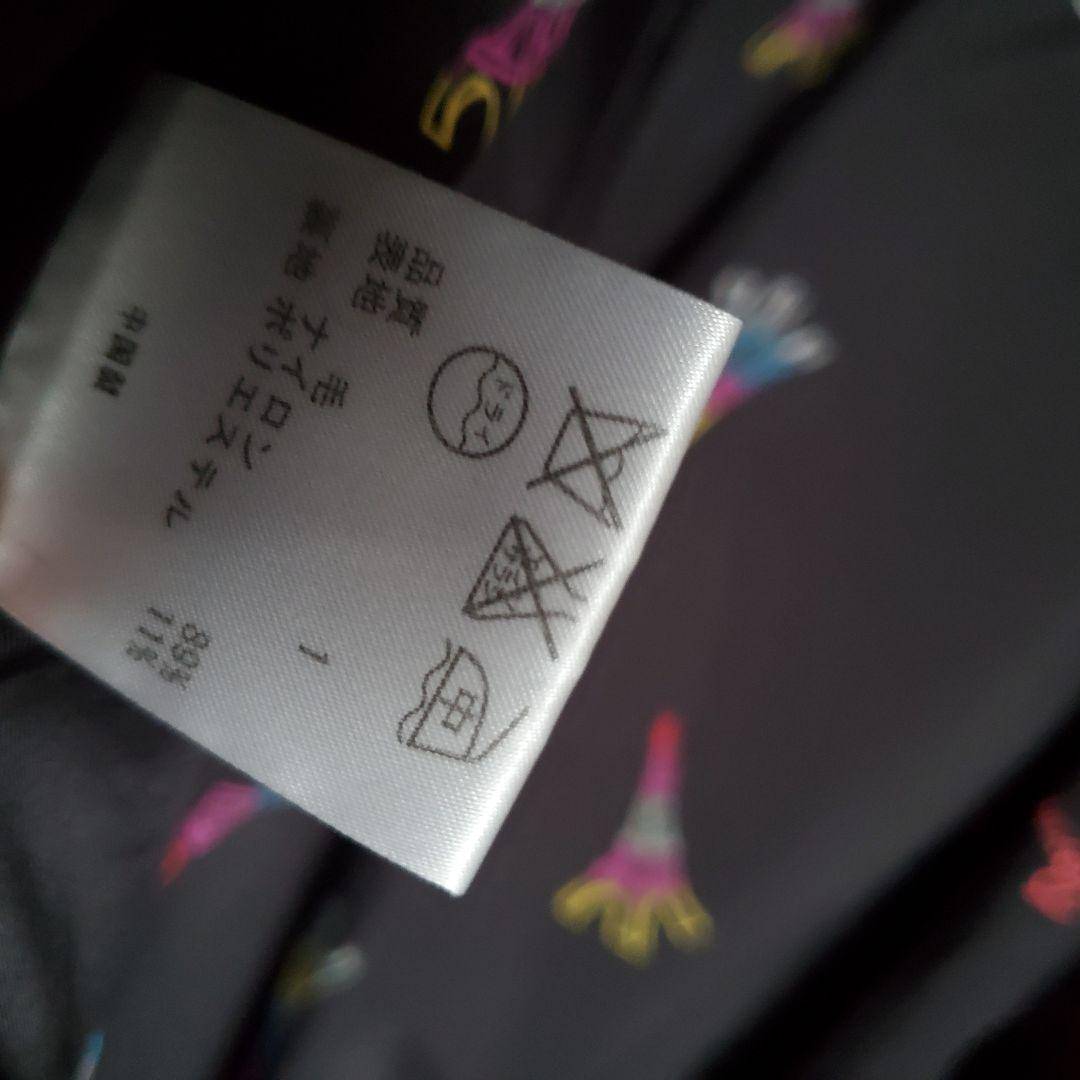 中
ドライ
品質 1
表地 毛 89%
ナイロン 11%
裏地 ポリエステル
中国製